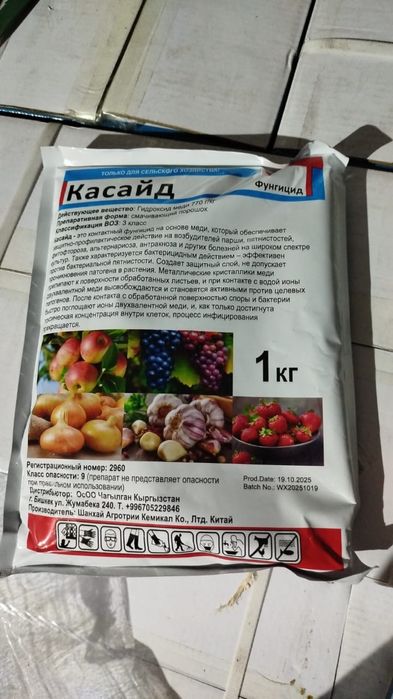 ТОЛЬКО ДЛЯ СЕЛЬСКОГО ХОЗЯЙСТВА!
Касайд
Фунгицид
Действующее вещество: Гидроксид меди 770 г/кг
Препаративная форма: смачивающий порошок
классификация ВОЗ: 3 класс
Касайд - это контактный фунгицид на основе меди, который обеспечивает
защитно-профилактическое действие на возбудителей парши, пятнистостей,
фитофтороза, альтернариоза, антрахноза и других болезней на широком спектре
культур. Также характеризуется бактерицидным действием – эффективен
против бактериальной пятнистости. Создает защитный слой, не допускает
проникновения патогена в растения. Металлические кристаллики меди
прилипают к поверхности обработанных листьев, и при контакте с водой ионы
двухвалентной меди высвобождаются и становятся активными против целевых
патогенов. После контакта с обработанной поверхностью споры и бактерии
быстро поглощают ионы двухвалентной меди, и, как только достигнута
токсическая концентрация внутри клеток, процесс инфицирования
прекращается.
1 кг
Регистрационный номер: 2960
Класс опасности: 9 (препарат не представляет опасности
при правильном использовании)
Дистрибьютор: ОсОО Чагылган Кыргызстан
г. Бишкек ул. Жумабека 240. Т. +996705229846
Производитель: Шанхай Агротрии Кемикал Ко., Лтд. Китай
Prod.Date: 19.10.2025
Batch No.: WX20251019